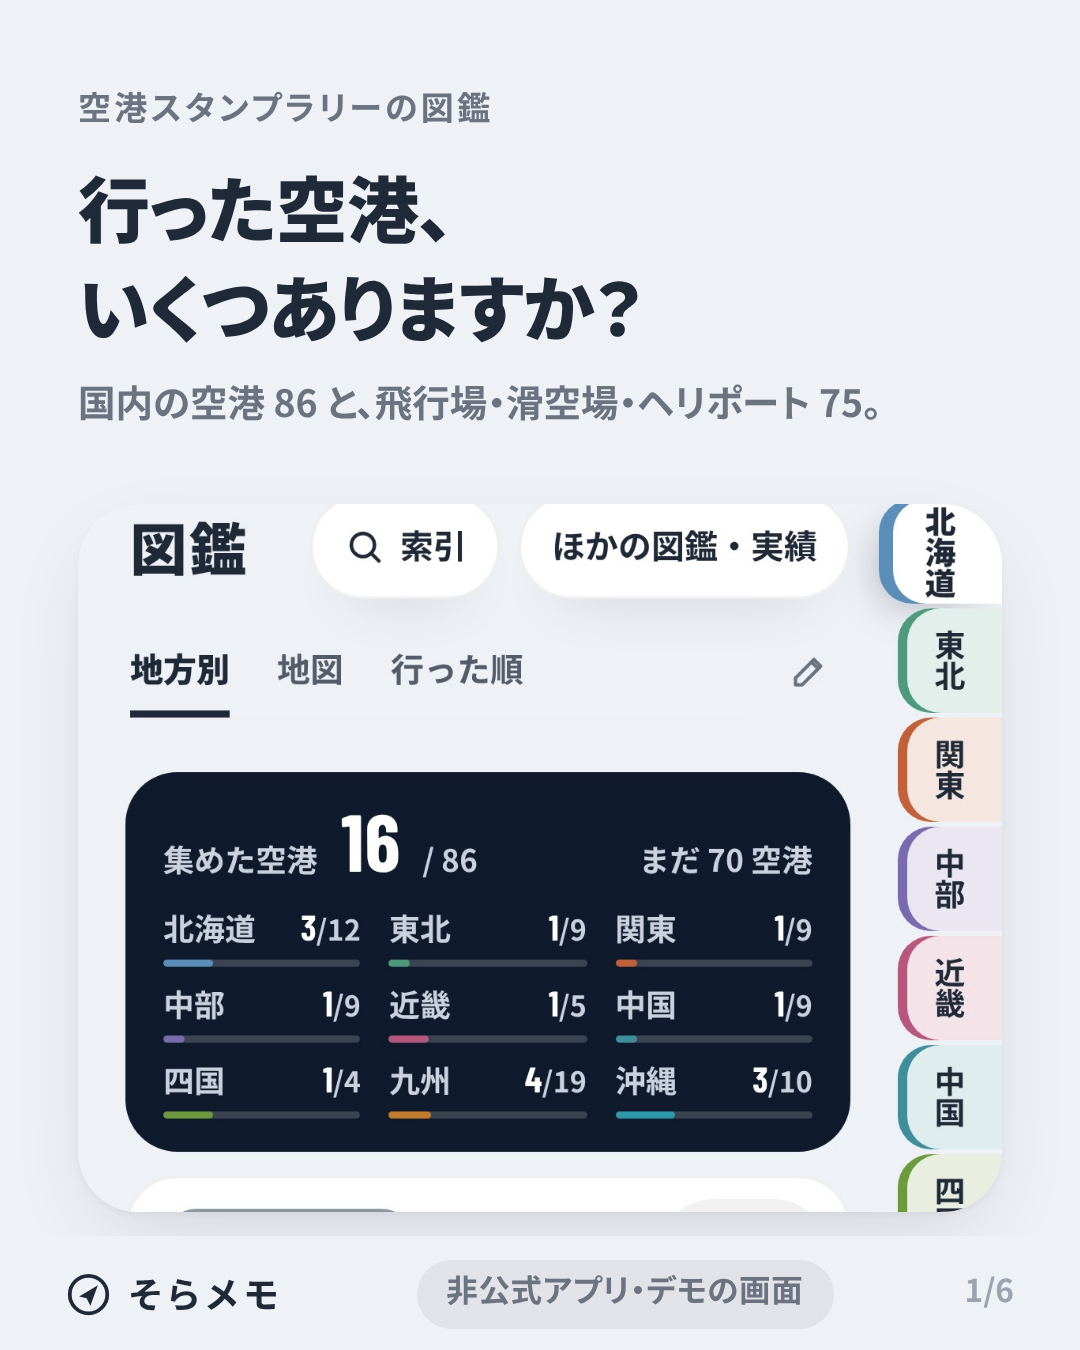 空港スタンプラリーの図鑑
行った空港、
いくつありますか?
国内の空港 86 と、飛行場・滑空場・ヘリポート 75。
図鑑
索引
ほかの図鑑・実績
地方別
地図
行った順
集めた空港 16 / 86
まだ 70 空港
北海道 3/12
東北 1/9
関東 1/9
中部 1/9
近畿 1/5
中国 1/9
四国 1/4
九州 4/19
沖縄 3/10
北海道
東北
関東
中部
近畿
中国
四
そらメモ
非公式アプリ・デモの画面
1/6